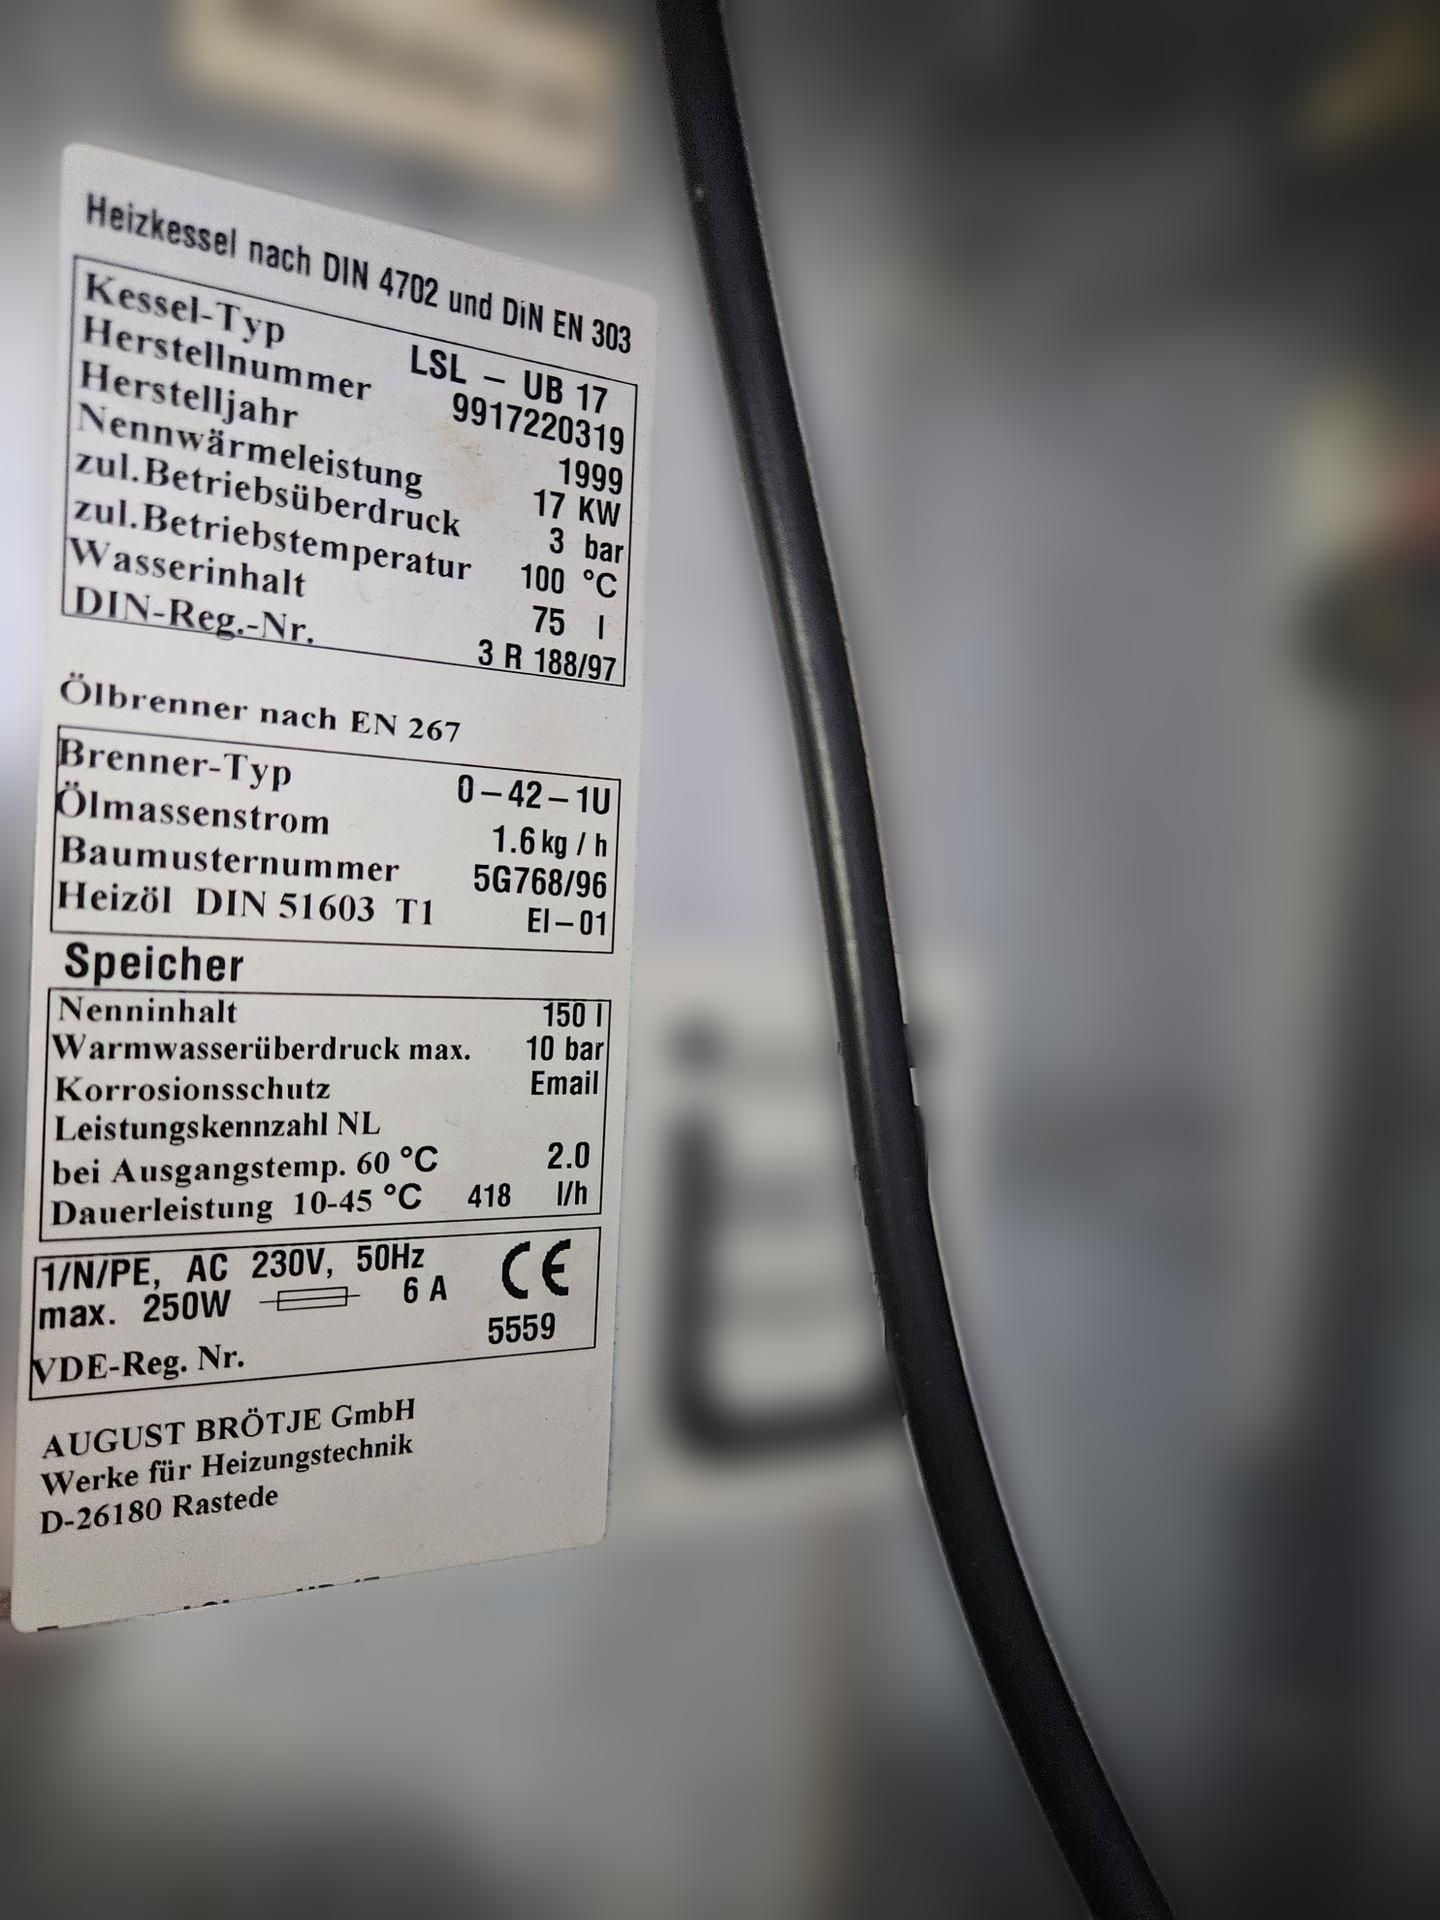 Heizkessel nach DIN 4702 und DiN EN 303
Kessel-Typ LSL – UB 17
Herstellnummer 9917220319
Herstelljahr 1999
Nennwärmeleistung 17 KW
zul.Betriebsüberdruck 3 bar
zul.Betriebstemperatur 100 °C
Wasserinhalt 75 l
DIN-Reg.-Nr. 3 R 188/97
Ölbrenner nach EN 267
Brenner-Typ 0–42–1U
Ölmassenstrom 1.6 kg / h
Baumusternummer 5G768/96
Heizöl DIN 51603 T1 El–01
Speicher
Nenninhalt 150 l
Warmwasserüberdruck max. 10 bar
Korrosionsschutz Email
Leistungskennzahl NL
bei Ausgangstemp. 60 °C 2.0
Dauerleistung 10-45 °C 418 l/h
1/N/PE, AC 230V, 50Hz CE
max. 250W 6 A
VDE-Reg. Nr. 5559
AUGUST BRÖTJE GmbH
Werke für Heizungstechnik
D-26180 Rastede